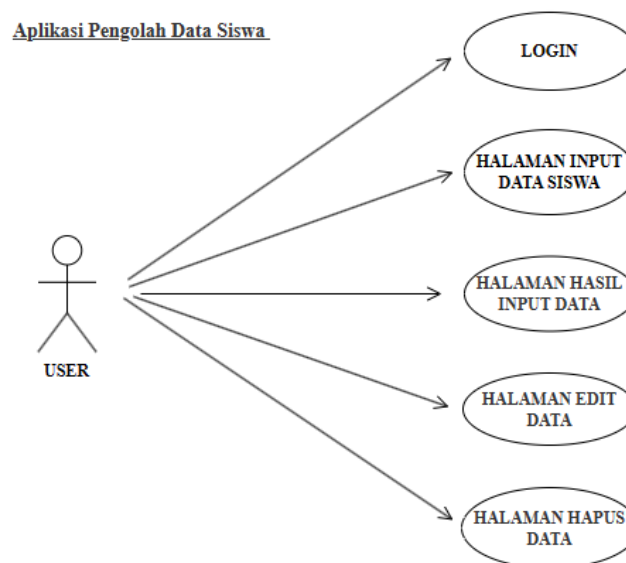 Aplikasi Pengolah Data Siswa
LOGIN
HALAMAN INPUT
DATA SISWA
HALAMAN HASIL
INPUT DATA
USER
HALAMAN EDIT
DATA
HALAMAN HAPUS
DATA